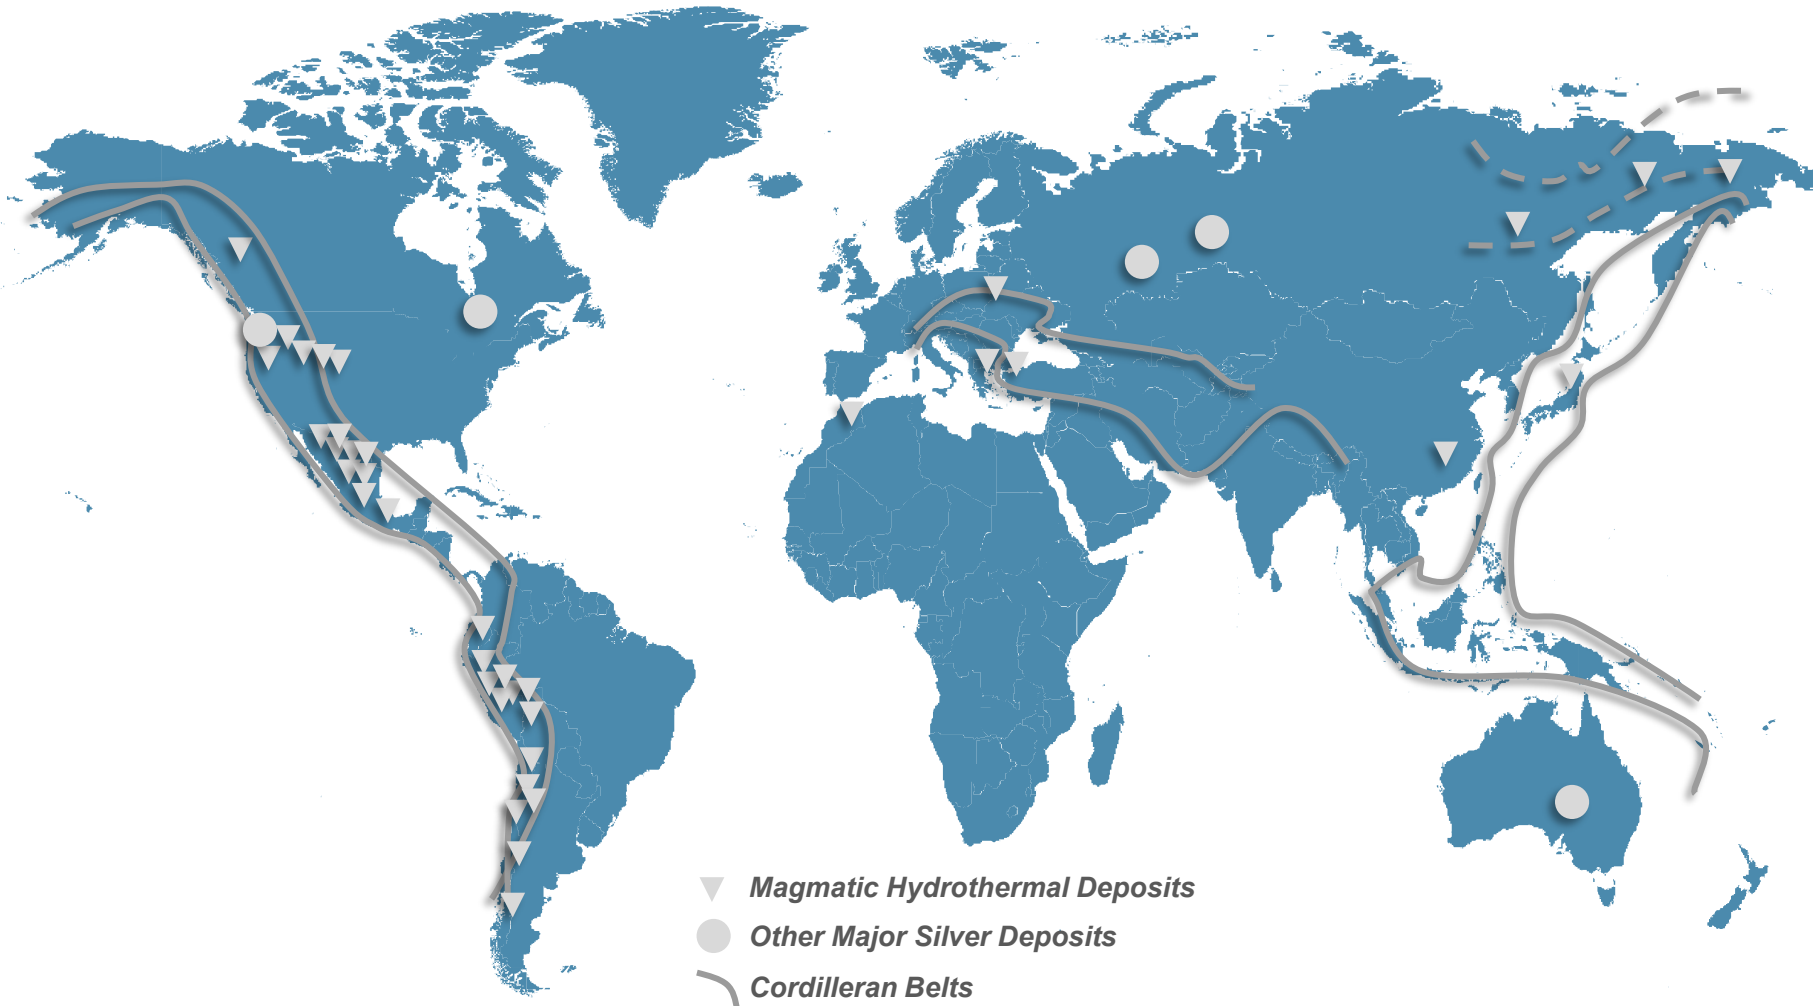 Magmatic Hydrothermal Deposits
Other Major Silver Deposits
Cordilleran Belts